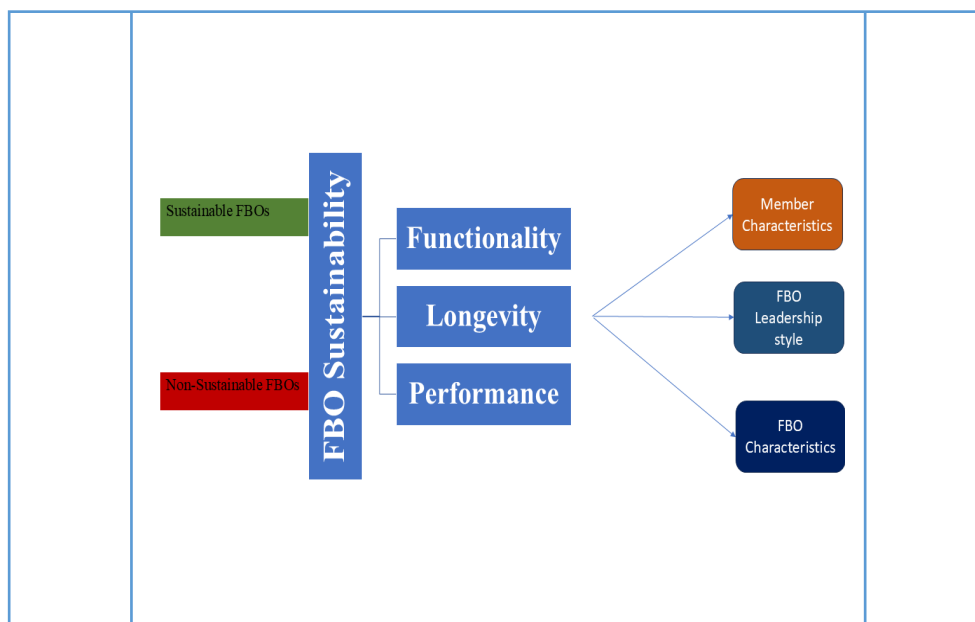 Sustainable FBOs
Non-Sustainable FBOs
FBO Sustainability
Functionality
Longevity
Performance
Member
Characteristics
FBO
Leadership
style
FBO
Characteristics